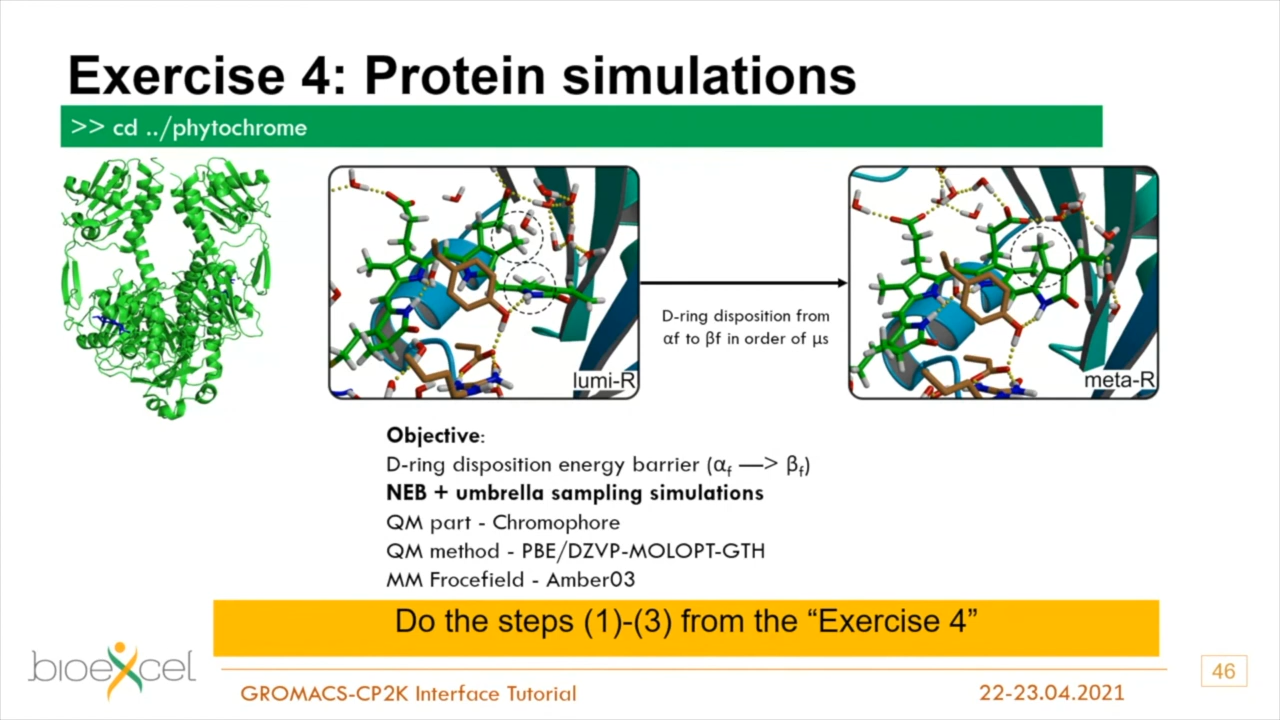 Exercise 4: Protein simulations
>> cd ../phytochrome
lumi-R
D-ring disposition from
αf to βf in order of μs
meta-R
Objective:
D-ring disposition energy barrier (αf —> βf)
NEB + umbrella sampling simulations
QM part - Chromophore
QM method - PBE/DZVP-MOLOPT-GTH
MM Frocefield - Amber03
Do the steps (1)-(3) from the “Exercise 4”
bioexcel
GROMACS-CP2K Interface Tutorial
22-23.04.2021
46